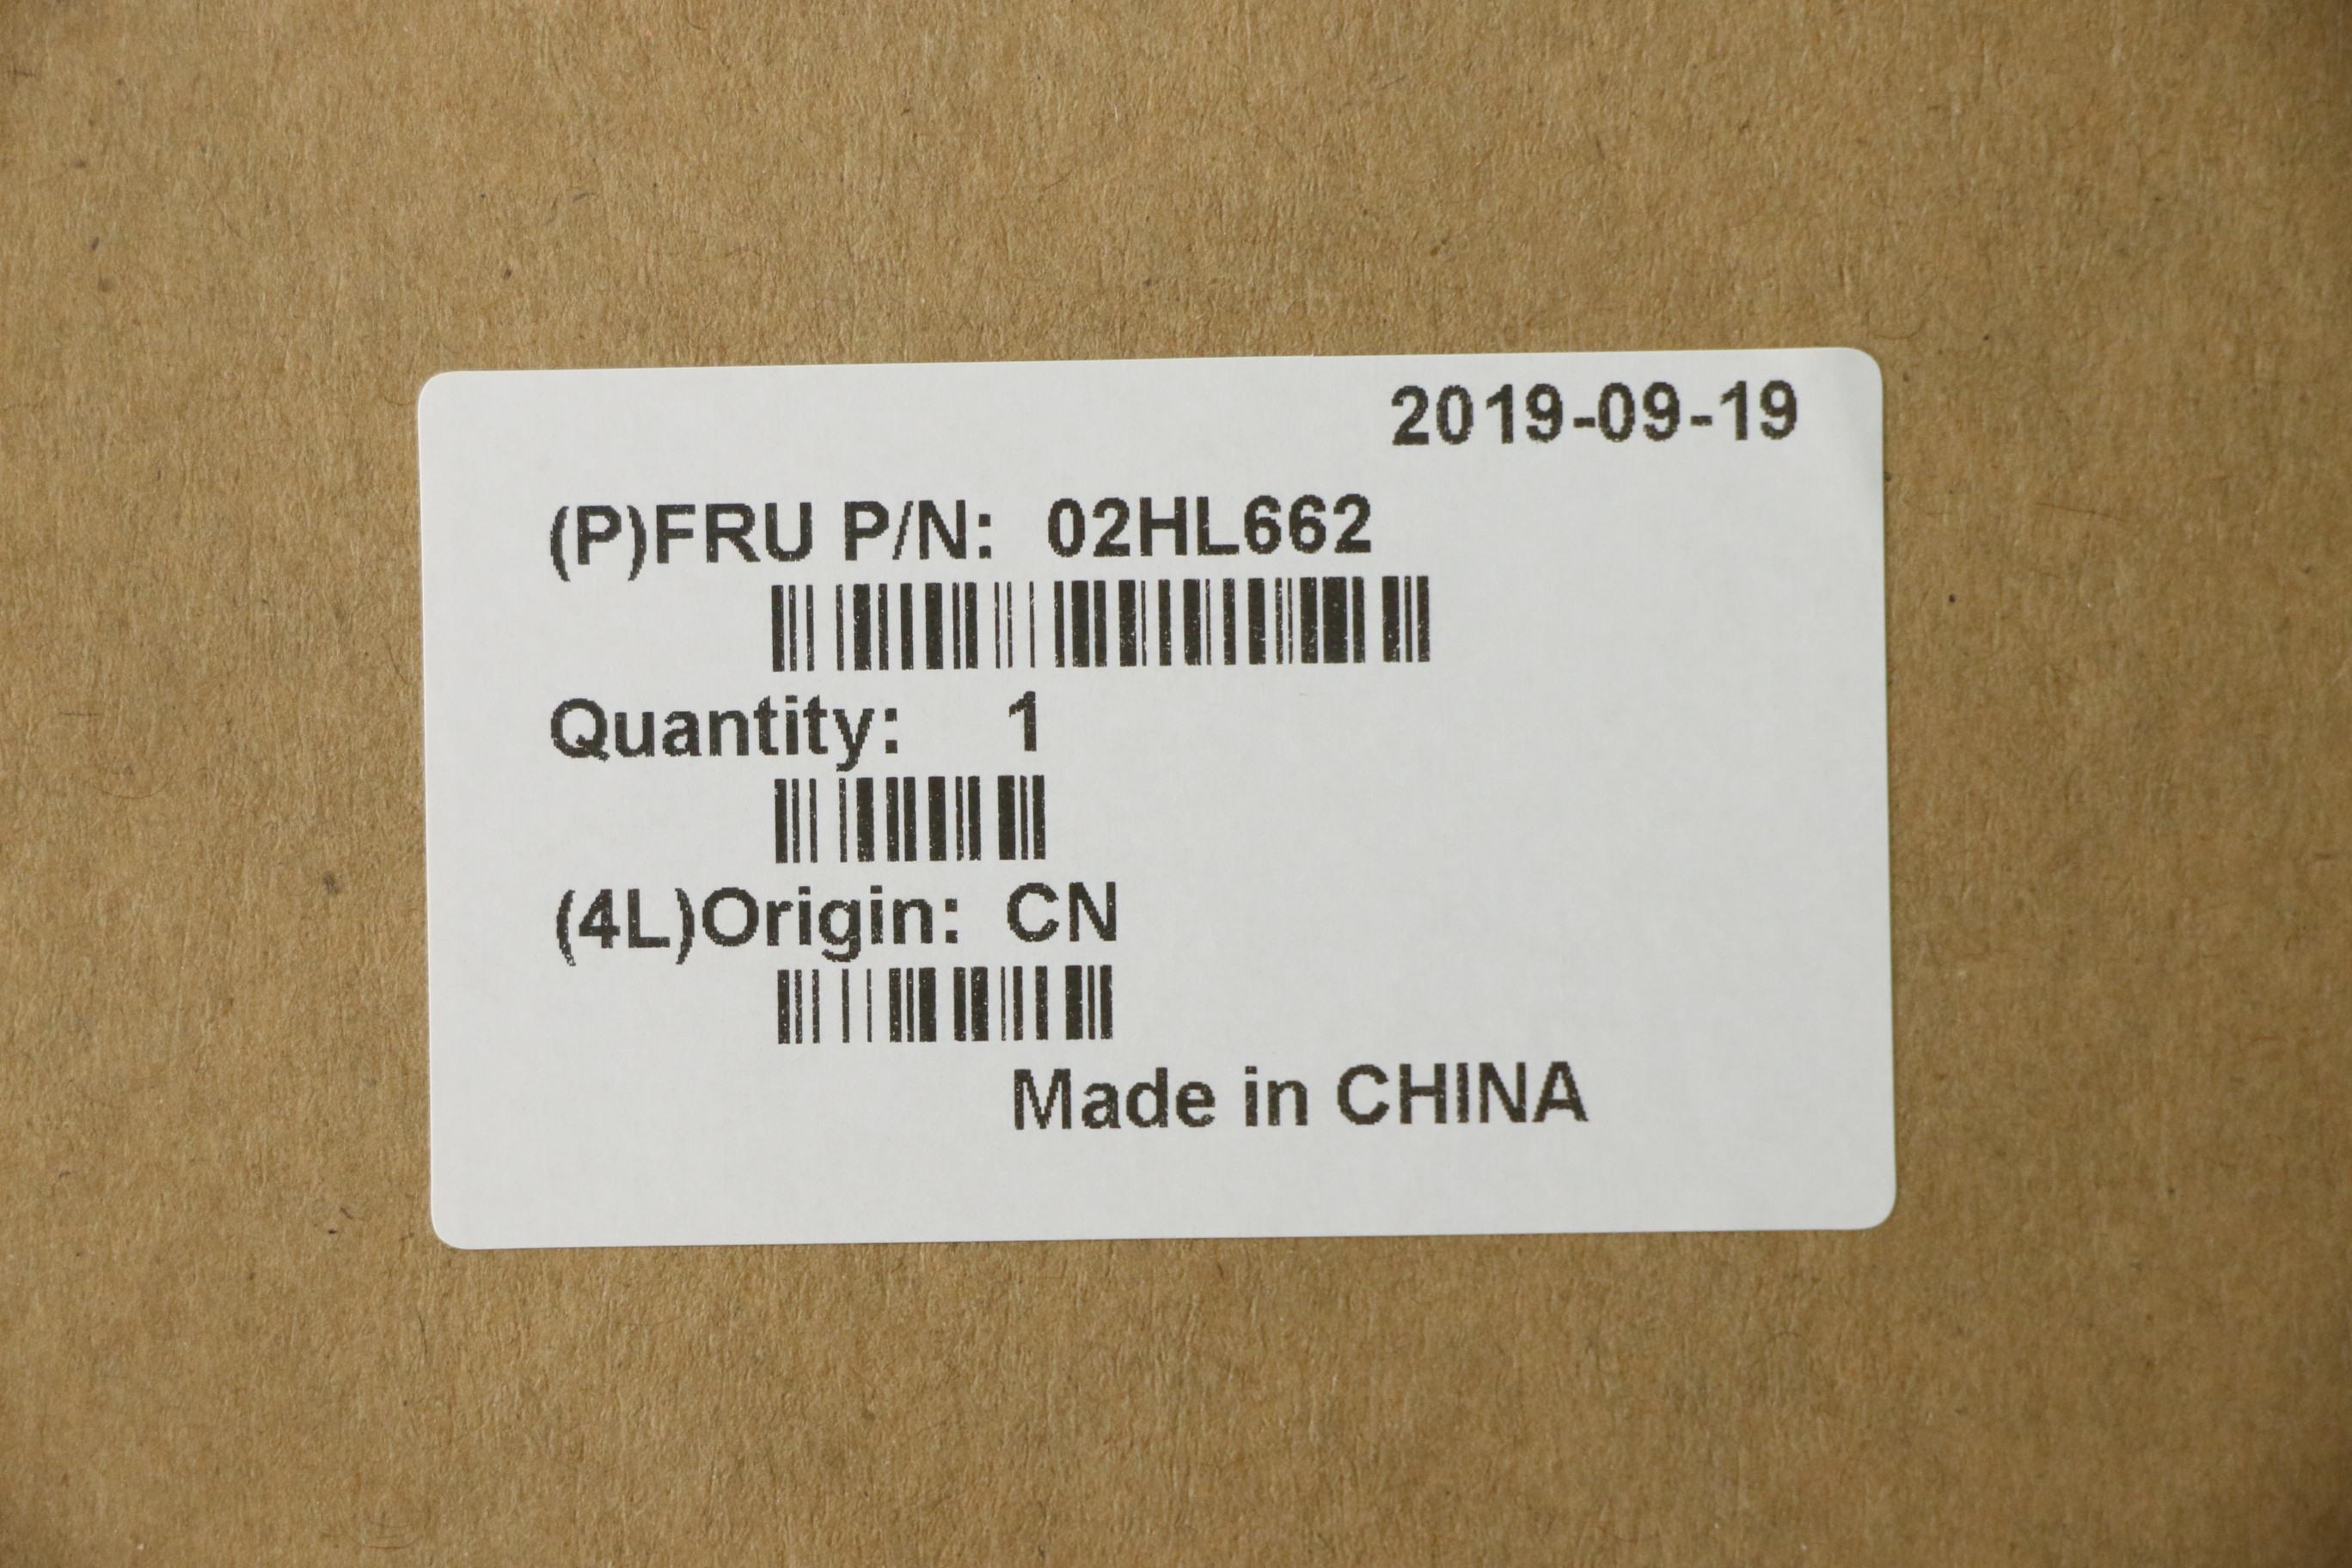 2019-09-19
(P)FRU P/N: 02HL662
Quantity: 1
(4L)Origin: CN
Made in CHINA